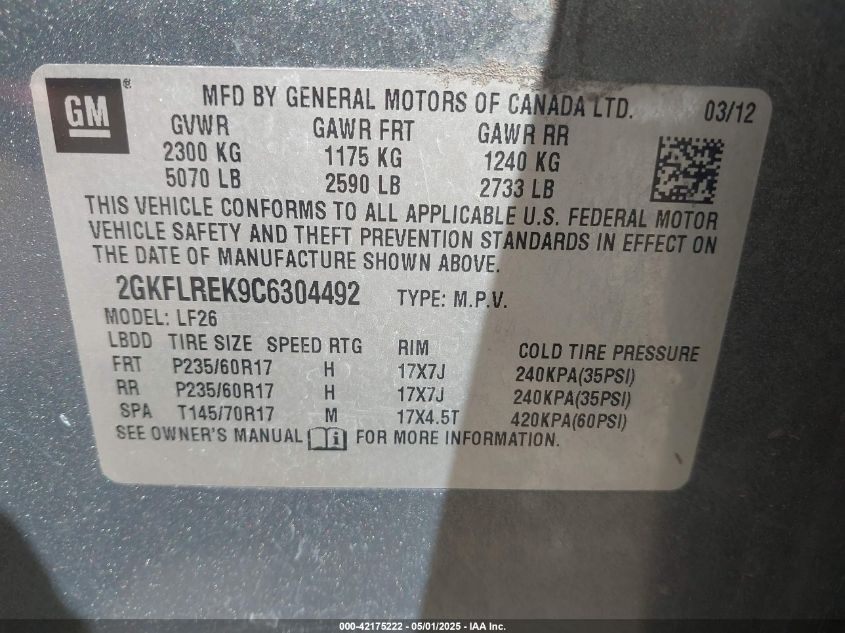 GM ®
MFD BY GENERAL MOTORS OF CANADA LTD. 03/12
GVWR GAWR FRT GAWR RR
2300 KG 1175 KG 1240 KG
5070 LB 2590 LB 2733 LB
THIS VEHICLE CONFORMS TO ALL APPLICABLE U.S. FEDERAL MOTOR
VEHICLE SAFETY AND THEFT PREVENTION STANDARDS IN EFFECT ON
THE DATE OF MANUFACTURE SHOWN ABOVE.
2GKFLREK9C6304492 TYPE: M.P.V.
MODEL: LF26
LBDD TIRE SIZE SPEED RTG RIM COLD TIRE PRESSURE
FRT P235/60R17 H 17X7J 240KPA(35PSI)
RR P235/60R17 H 17X7J 240KPA(35PSI)
SPA T145/70R17 M 17X4.5T 420KPA(60PSI)
SEE OWNER'S MANUAL i FOR MORE INFORMATION.
000-42175222 - 05/01/2025 - IAA Inc.